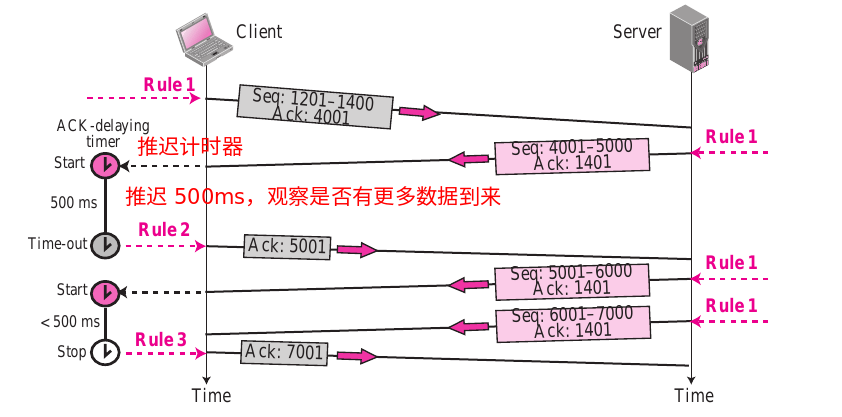 Client
Server
Rule 1
Seq: 1201–1400
Ack: 4001
ACK-delaying
timer
推迟计时器
Rule 1
Seq: 4001–5000
Ack: 1401
Start
500 ms
推迟 500ms，观察是否有更多数据到来
Rule 2
Time-out
Ack: 5001
Rule 1
Seq: 5001–6000
Ack: 1401
Start
Rule 1
Seq: 6001–7000
Ack: 1401
< 500 ms
Rule 3
Stop
Ack: 7001
Time
Time